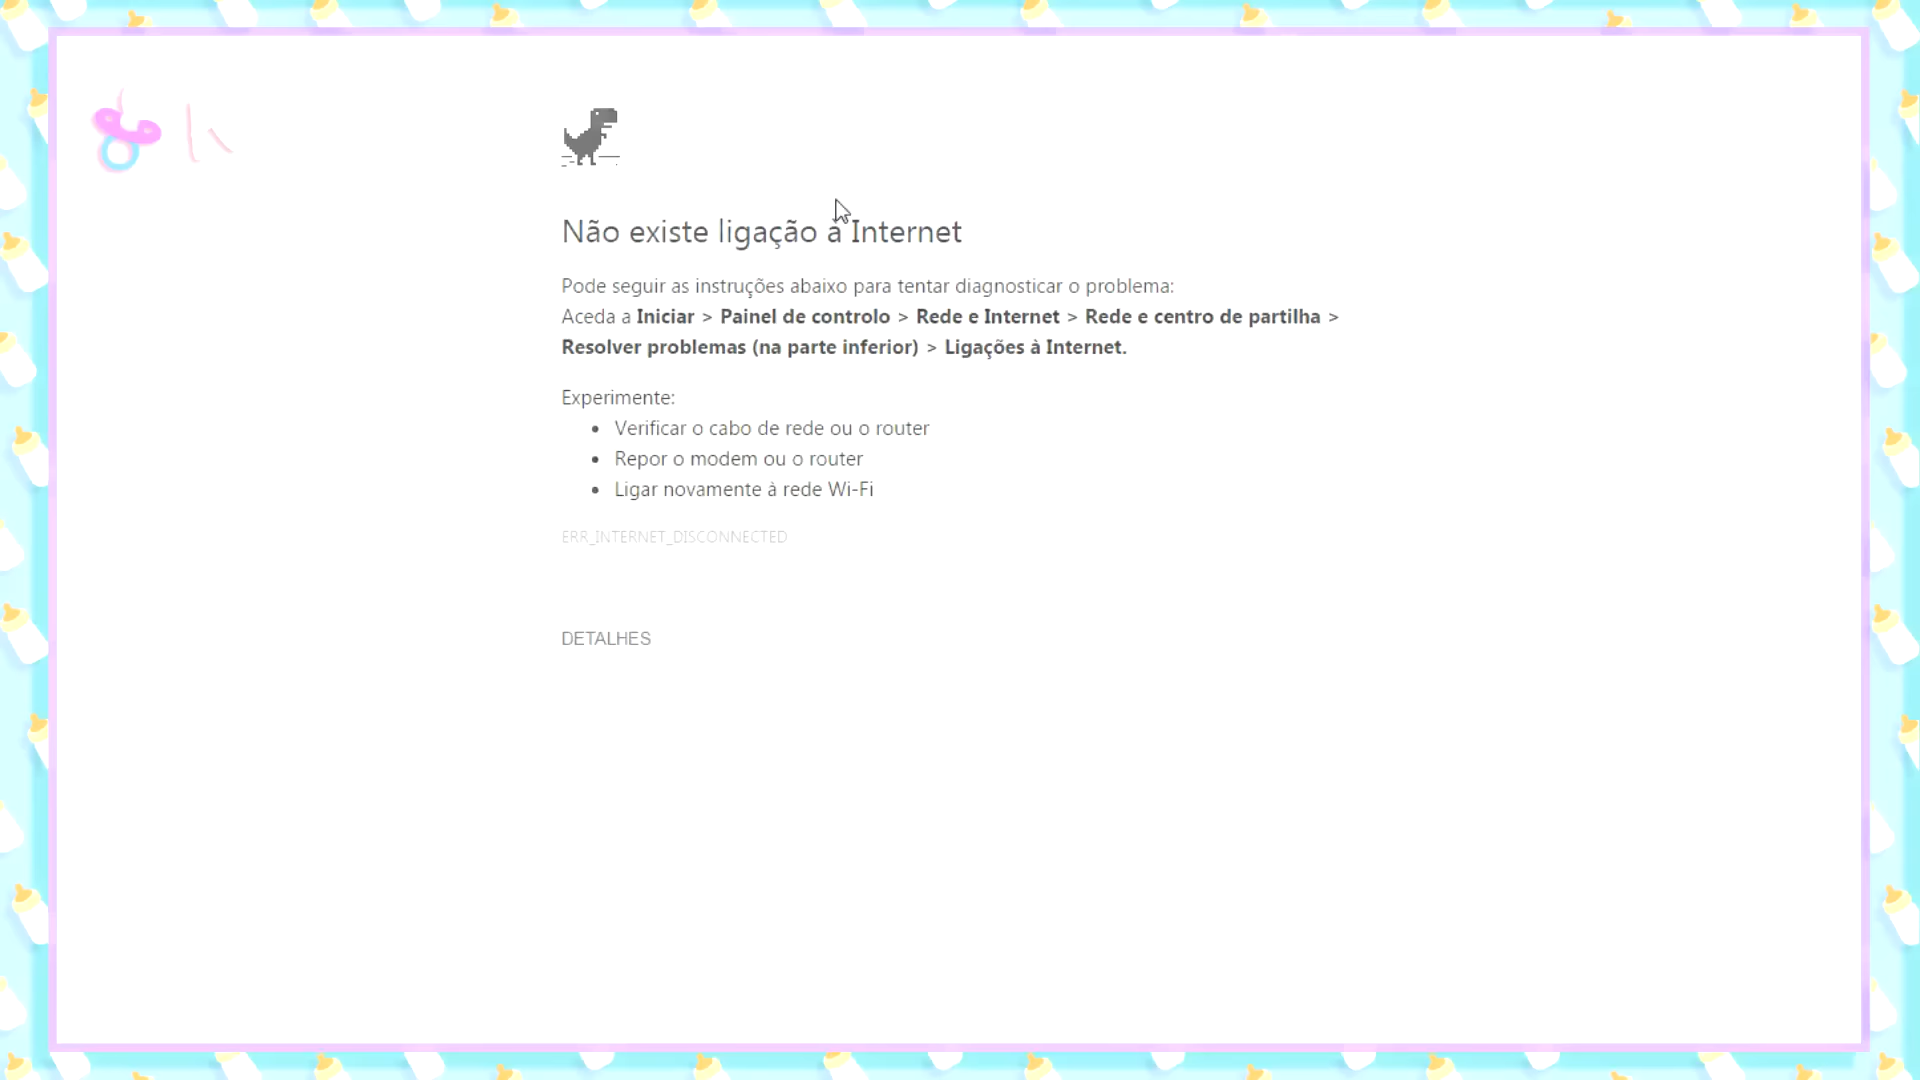 Não existe ligação à Internet
Pode seguir as instruções abaixo para tentar diagnosticar o problema:
Aceda a Iniciar > Painel de controlo > Rede e Internet > Rede e centro de partilha >
Resolver problemas (na parte inferior) > Ligações à Internet.
Experimente:
• Verificar o cabo de rede ou o router
• Repor o modem ou o router
• Ligar novamente à rede Wi-Fi
ERR_INTERNET_DISCONNECTED
DETALHES